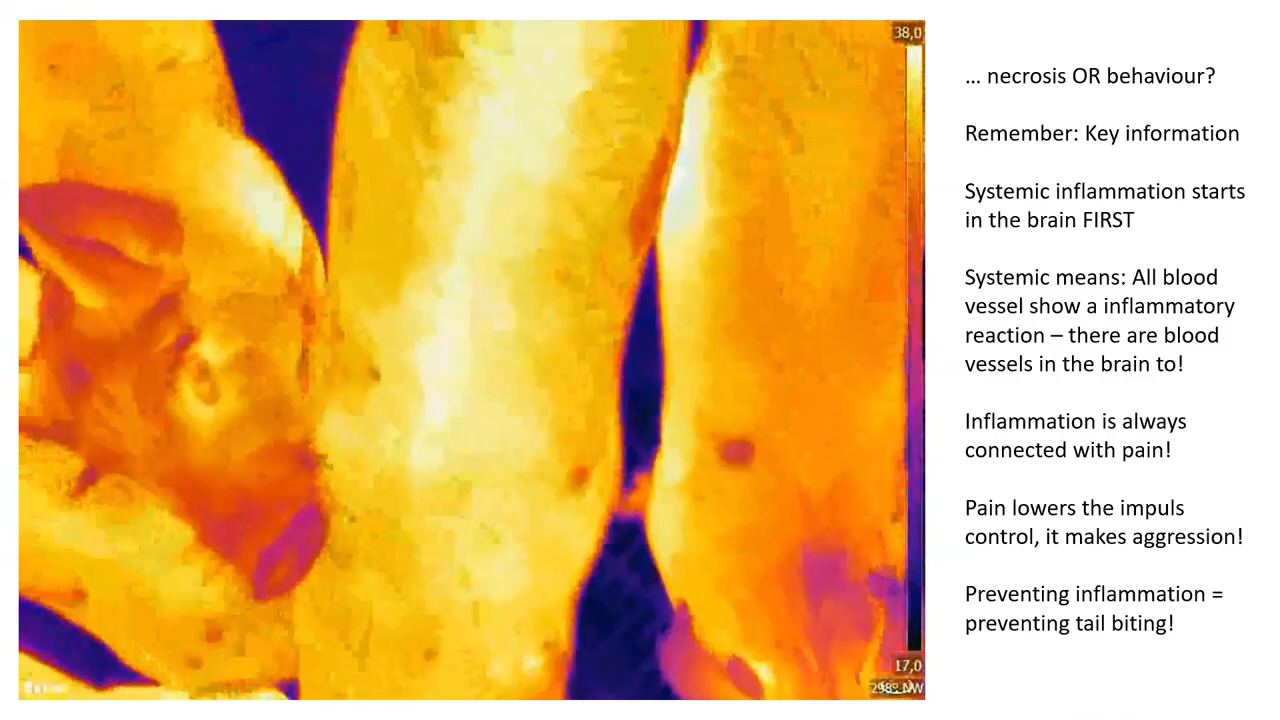 38,0
… necrosis OR behaviour?
Remember: Key information
Systemic inflammation starts
in the brain FIRST
Systemic means: All blood
vessel show a inflammatory
reaction – there are blood
vessels in the brain to!
Inflammation is always
connected with pain!
Pain lowers the impuls
control, it makes aggression!
Preventing inflammation =
preventing tail biting!
17,0
298° NW